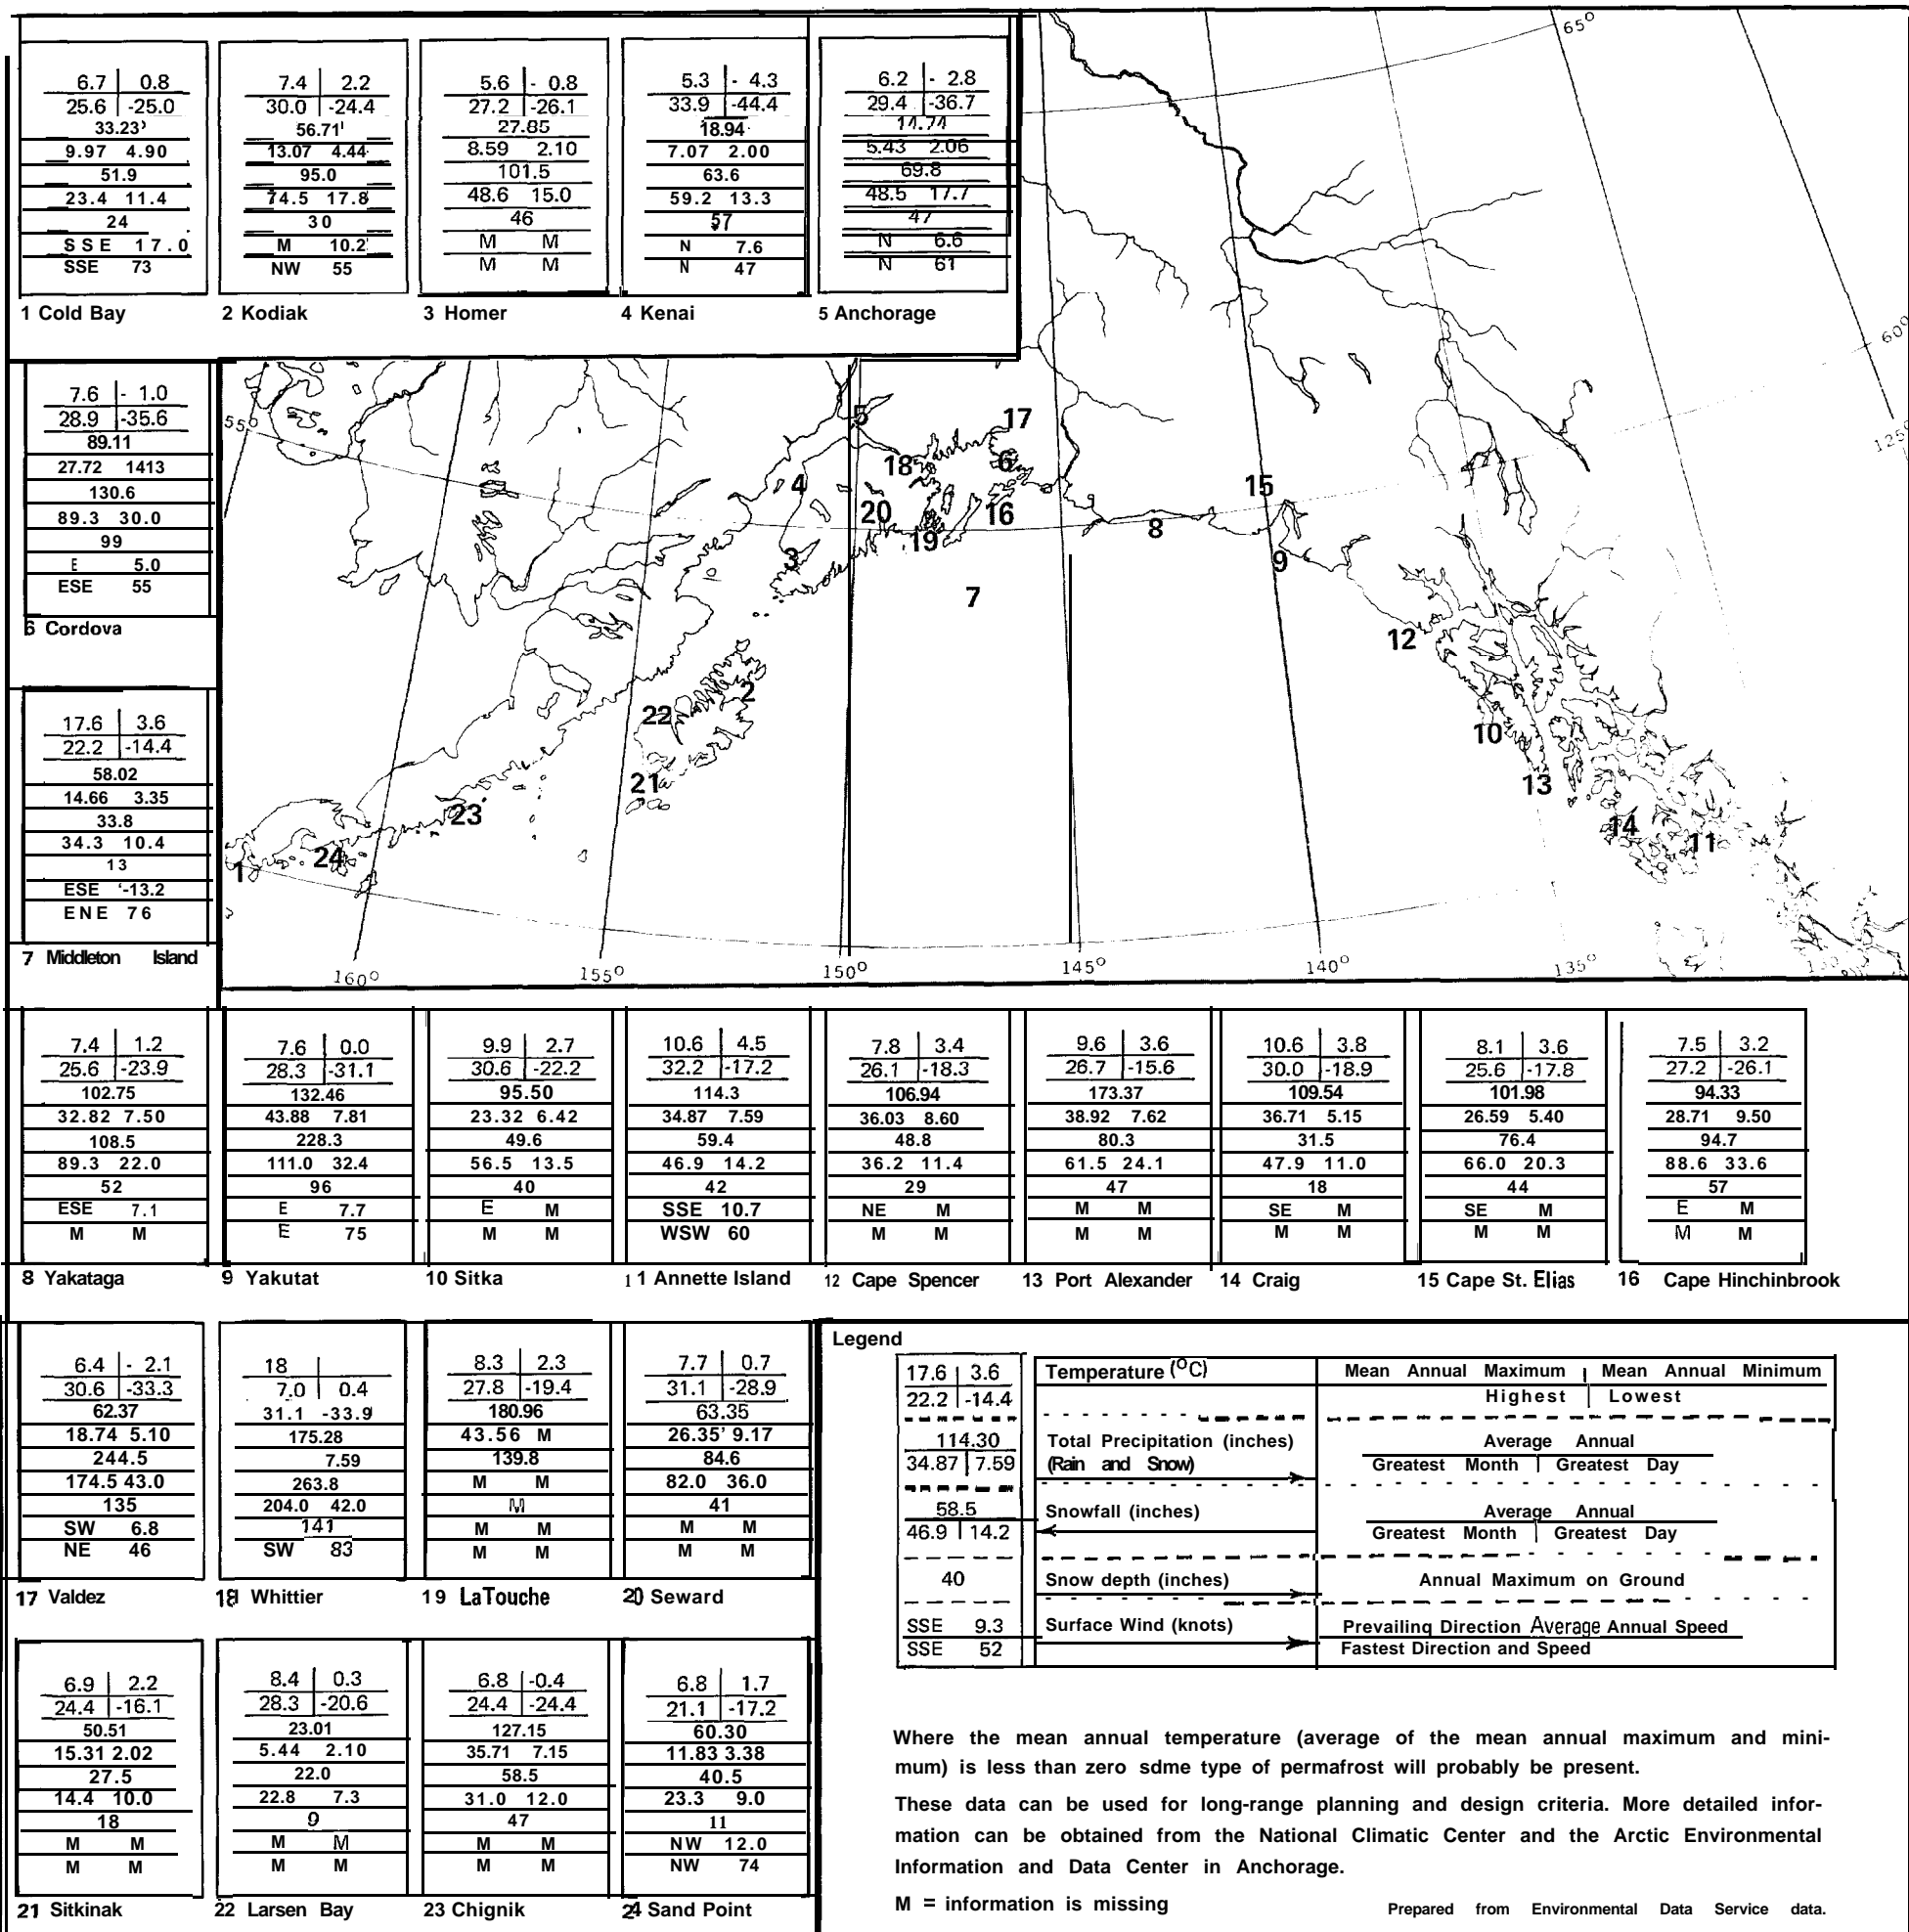 6.7 0.8
25.6 -25.0
33.23
9.97 4.90
51.9
23.4 11.4
24
SSE 17.0
SSE 73
1 Cold Bay
7.4 2.2
30.0 -24.4
56.71
13.07 4.44
95.0
74.5 17.8
30
M 10.2
NW 55
2 Kodiak
5.6 - 0.8
27.2 -26.1
27.85
8.59 2.10
101.5
48.6 15.0
46
M M
M M
3 Homer
5.3 - 4.3
33.9 -44.4
18.94
7.07 2.00
63.6
59.2 13.3
57
N 7.6
N 47
4 Kenai
6.2 - 2.8
29.4 -36.7
14.74
5.43 2.06
69.8
48.5 17.7
47
N 6.6
N 61
5 Anchorage
7.6 - 1.0
28.9 -35.6
89.11
27.72 1413
130.6
89.3 30.0
99
E 5.0
ESE 55
6 Cordova
17.6 3.6
22.2 -14.4
58.02
14.66 3.35
33.8
34.3 10.4
13
ESE -13.2
ENE 76
7 Middleton Island
65°
60°
125°
55°
5
17
18
6
4
15
20
16
19
8
3
9
7
12
2
22
10
21
13
23
14
11
24
1
160°
155°
150°
145°
140°
135°
130°
7.4 1.2
25.6 -23.9
102.75
32.82 7.50
108.5
89.3 22.0
52
ESE 7.1
M M
8 Yakataga
7.6 0.0
28.3 -31.1
132.46
43.88 7.81
228.3
111.0 32.4
96
E 7.7
E 75
9 Yakutat
9.9 2.7
30.6 -22.2
95.50
23.32 6.42
49.6
56.5 13.5
40
E M
M M
10 Sitka
10.6 4.5
32.2 -17.2
114.3
34.87 7.59
59.4
46.9 14.2
42
SSE 10.7
WSW 60
11 Annette Island
7.8 3.4
26.1 -18.3
106.94
36.03 8.60
48.8
36.2 11.4
29
NE M
M M
12 Cape Spencer
9.6 3.6
26.7 -15.6
173.37
38.92 7.62
80.3
61.5 24.1
47
M M
M M
13 Port Alexander
10.6 3.8
30.0 -18.9
109.54
36.71 5.15
31.5
47.9 11.0
18
SE M
M M
14 Craig
8.1 3.6
25.6 -17.8
101.98
26.59 5.40
76.4
66.0 20.3
44
SE M
M M
15 Cape St. Elias
7.5 3.2
27.2 -26.1
94.33
28.71 9.50
94.7
88.6 33.6
57
E M
M M
16 Cape Hinchinbrook
6.4 - 2.1
30.6 -33.3
62.37
18.74 5.10
244.5
174.5 43.0
135
SW 6.8
NE 46
17 Valdez
18
7.0 0.4
31.1 -33.9
175.28
7.59
263.8
204.0 42.0
141
SW 83
18 Whittier
8.3 2.3
27.8 -19.4
180.96
43.56 M
139.8
M M
M
M M
M M
19 LaTouche
7.7 0.7
31.1 -28.9
63.35
26.35' 9.17
84.6
82.0 36.0
41
M M
M M
20 Seward
6.9 2.2
24.4 -16.1
50.51
15.31 2.02
27.5
14.4 10.0
18
M M
M M
21 Sitkinak
8.4 0.3
28.3 -20.6
23.01
5.44 2.10
22.0
22.8 7.3
9
M M
M M
22 Larsen Bay
6.8 -0.4
24.4 -24.4
127.15
35.71 7.15
58.5
31.0 12.0
47
M M
M M
23 Chignik
6.8 1.7
21.1 -17.2
60.30
11.83 3.38
40.5
23.3 9.0
11
NW 12.0
NW 74
24 Sand Point
Legend
17.6 3.6 Temperature (°C) Mean Annual Maximum Mean Annual Minimum
22.2 -14.4 Highest Lowest
114.30 Total Precipitation (inches) Average Annual
34.87 7.59 (Rain and Snow) Greatest Month Greatest Day
58.5 Snowfall (inches) Average Annual
46.9 14.2 Greatest Month Greatest Day
40 Snow depth (inches) Annual Maximum on Ground
SSE 9.3 Surface Wind (knots) Prevailinq Direction Average Annual Speed
SSE 52 Fastest Direction and Speed
Where the mean annual temperature (average of the mean annual maximum and mini-
mum) is less than zero sdme type of permafrost will probably be present.
These data can be used for long-range planning and design criteria. More detailed infor-
mation can be obtained from the National Climatic Center and the Arctic Environmental
Information and Data Center in Anchorage.
M = information is missing
Prepared from Environmental Data Service data.